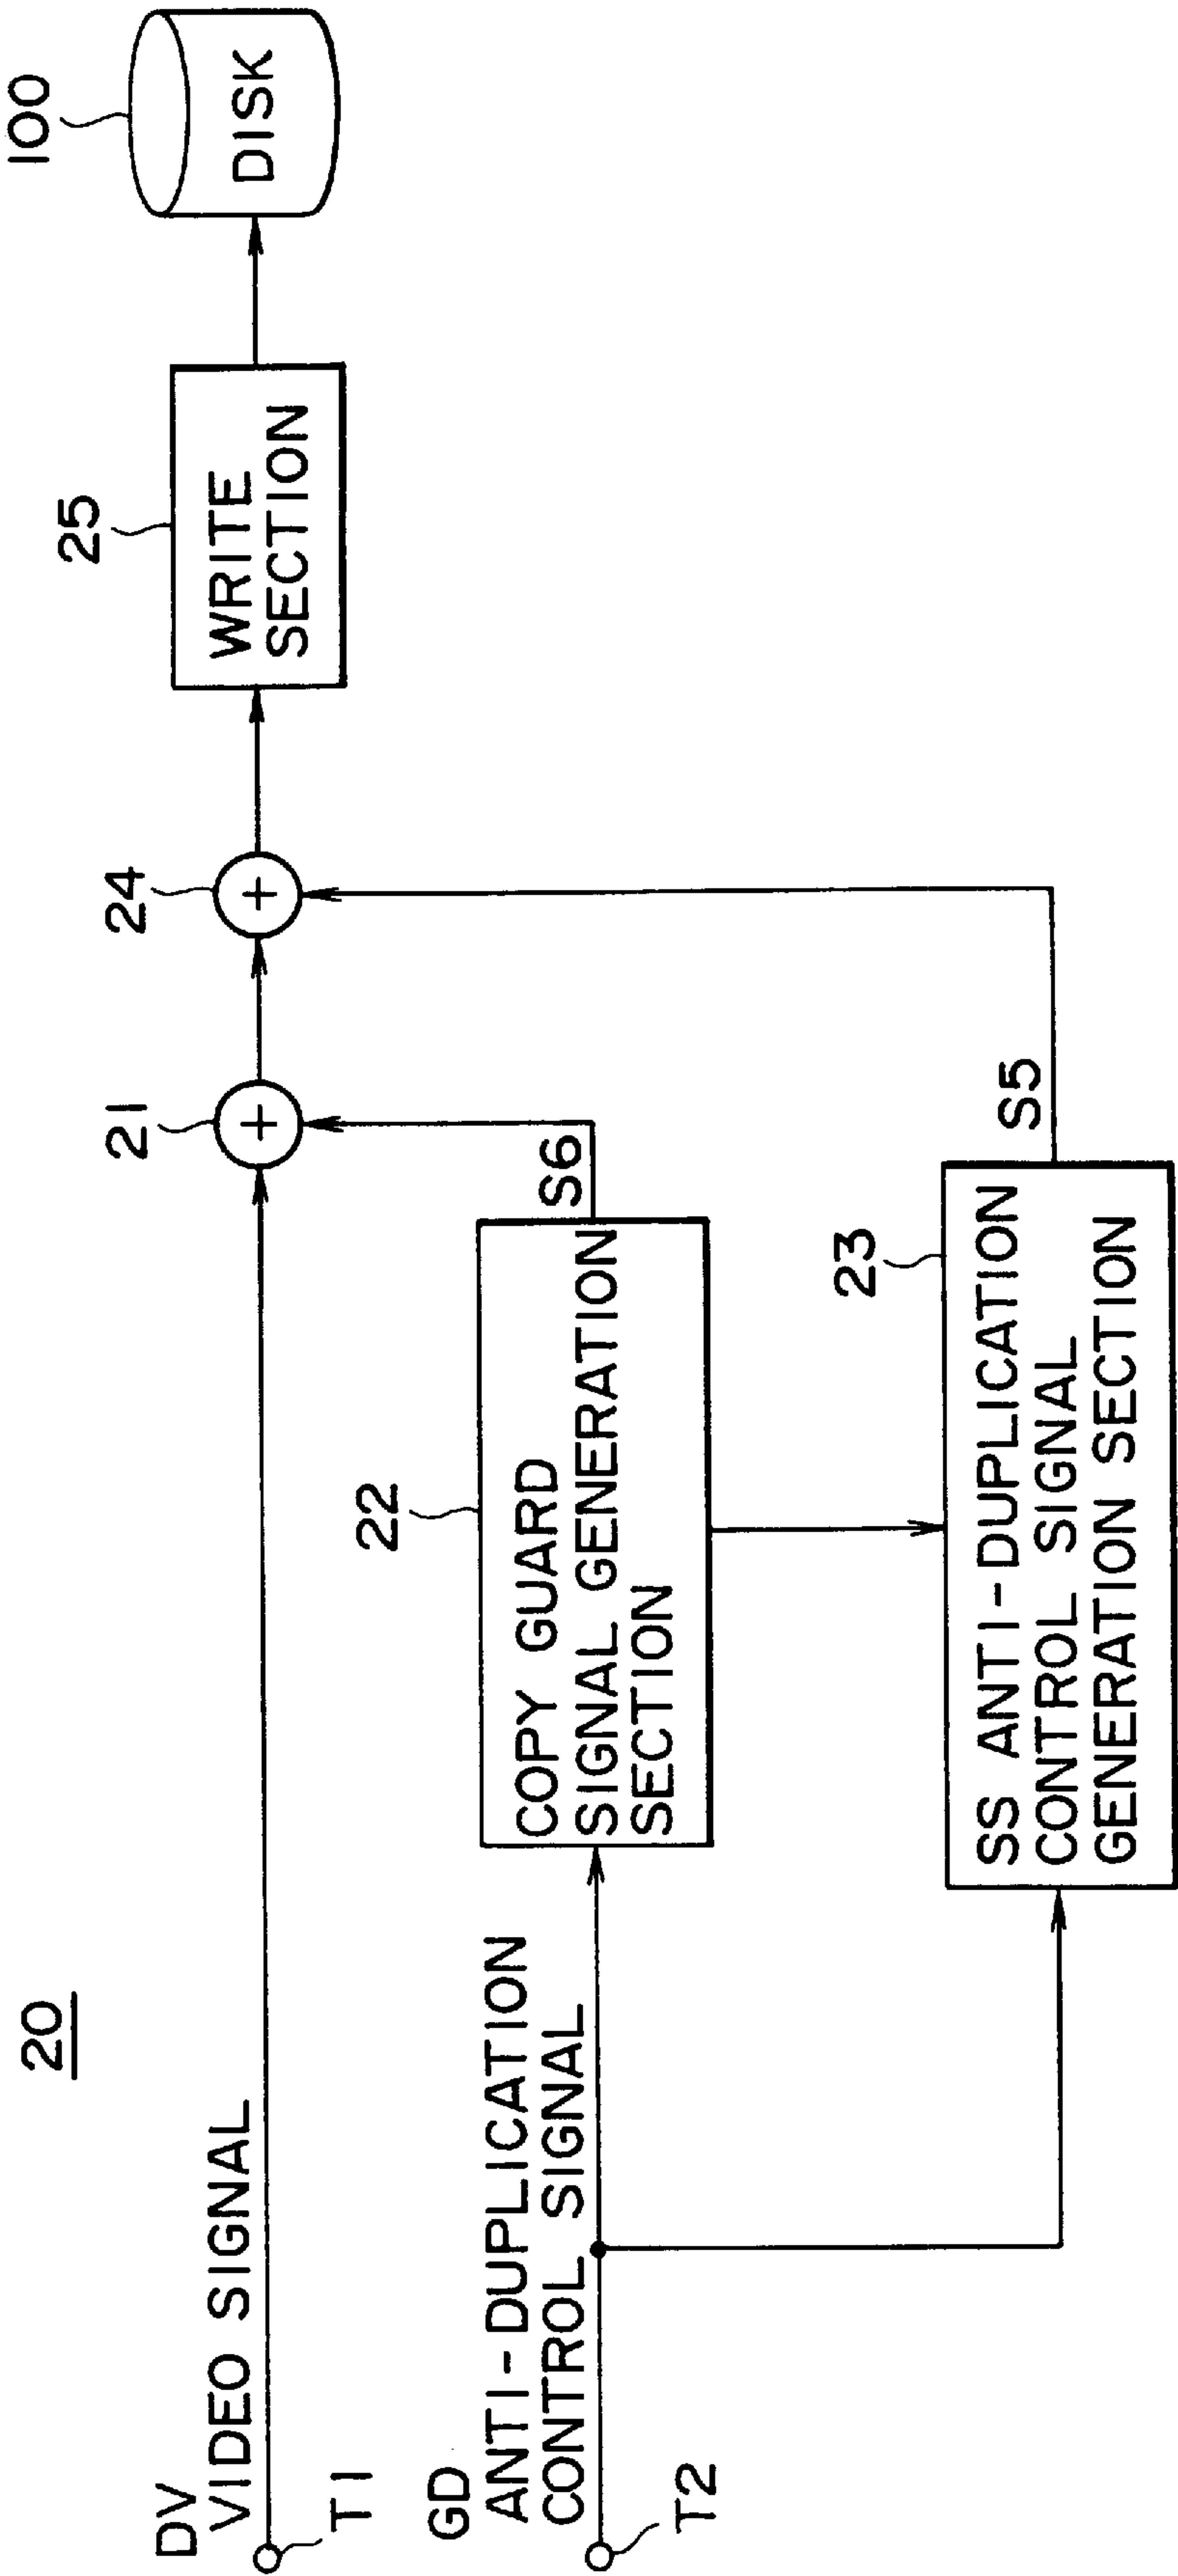 20
DV
VIDEO SIGNAL
T1
21
+
24
+
25
WRITE
SECTION
100
DISK
GD
ANTI-DUPLICATION
CONTROL SIGNAL
T2
22
COPY GUARD
SIGNAL GENERATION
SECTION
S6
23
SS ANTI-DUPLICATION
CONTROL SIGNAL
GENERATION SECTION
S5